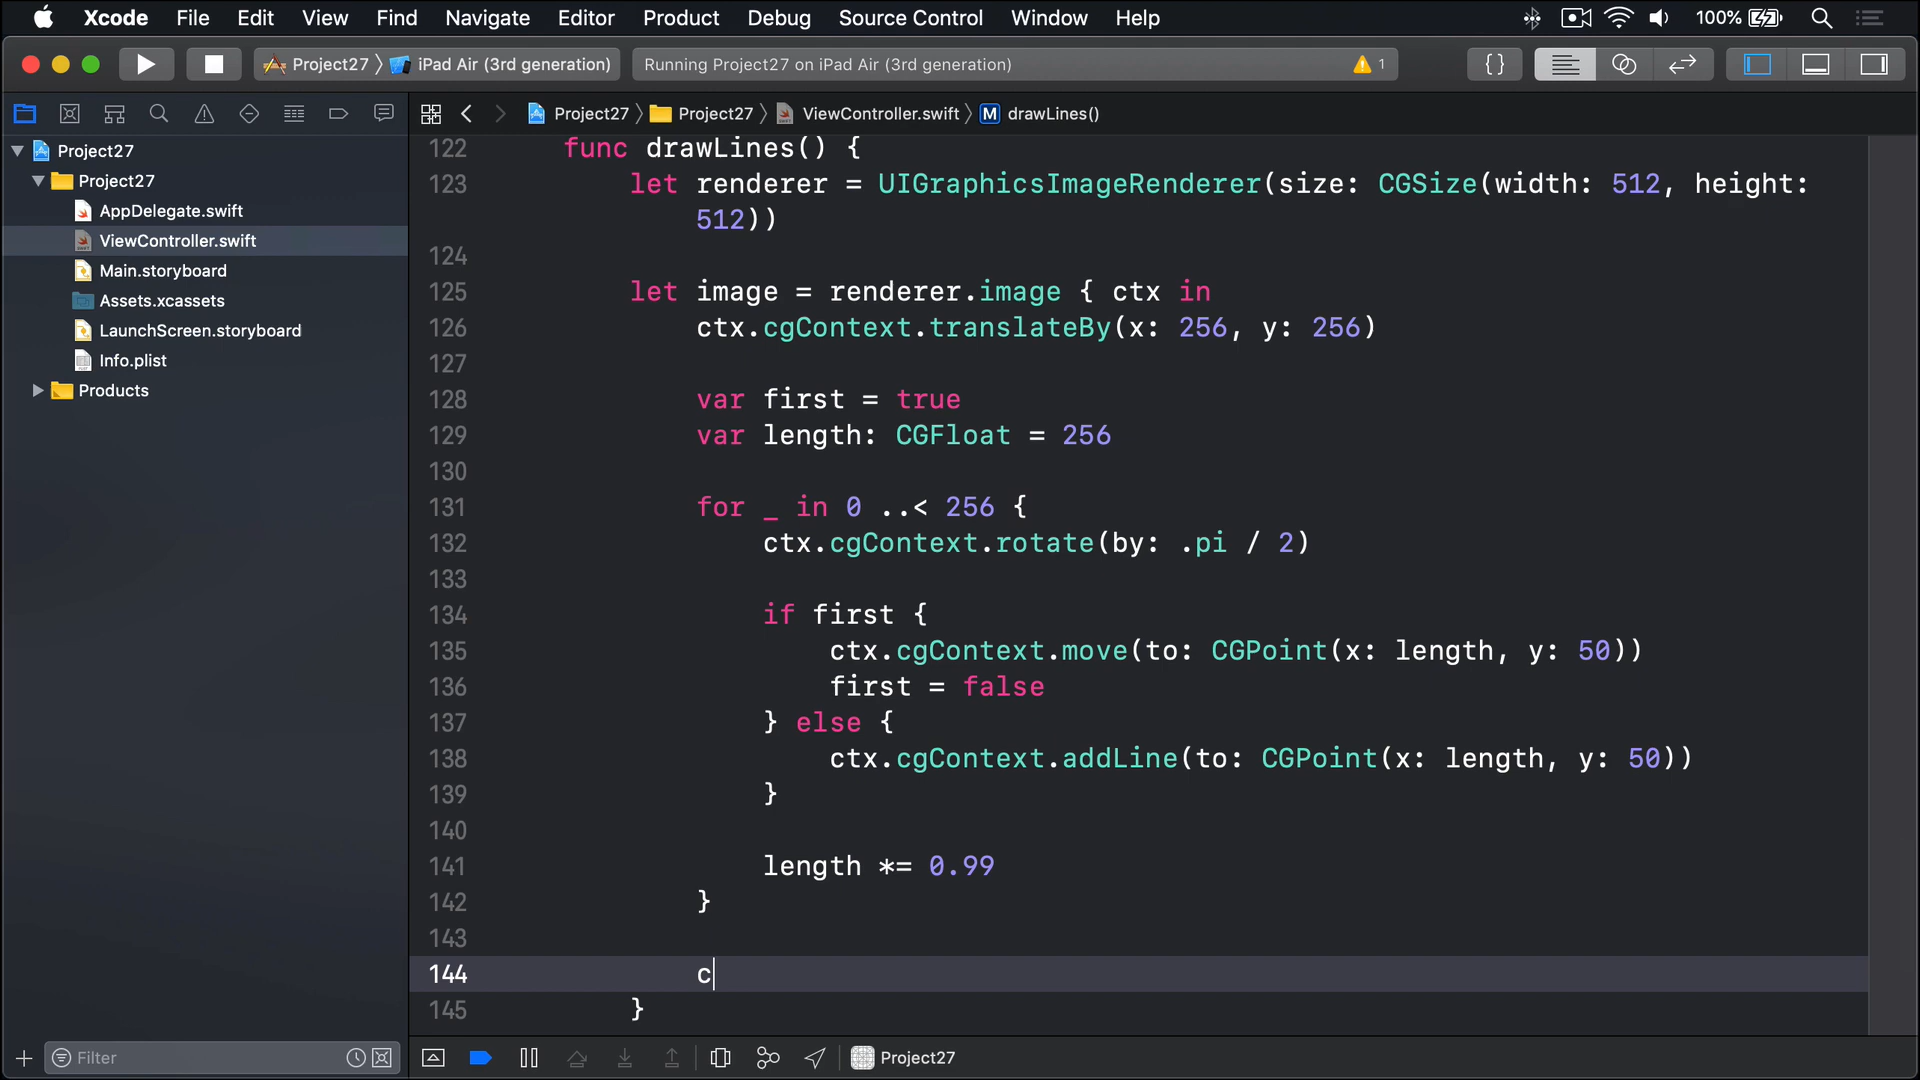 Xcode File Edit View Find Navigate Editor Product Debug Source Control Window Help 100%
Project27 iPad Air (3rd generation) Running Project27 on iPad Air (3rd generation) 1 {}
Project27 Project27 ViewController.swift M drawLines()
Project27
Project27
AppDelegate.swift
ViewController.swift
Main.storyboard
Assets.xcassets
LaunchScreen.storyboard
Info.plist
Products
122 func drawLines() {
123 let renderer = UIGraphicsImageRenderer(size: CGSize(width: 512, height:
512))
124
125 let image = renderer.image { ctx in
126 ctx.cgContext.translateBy(x: 256, y: 256)
127
128 var first = true
129 var length: CGFloat = 256
130
131 for _ in 0 ..< 256 {
132 ctx.cgContext.rotate(by: .pi / 2)
133
134 if first {
135 ctx.cgContext.move(to: CGPoint(x: length, y: 50))
136 first = false
137 } else {
138 ctx.cgContext.addLine(to: CGPoint(x: length, y: 50))
139 }
140
141 length *= 0.99
142 }
143
144 c
145 }
Filter
Project27